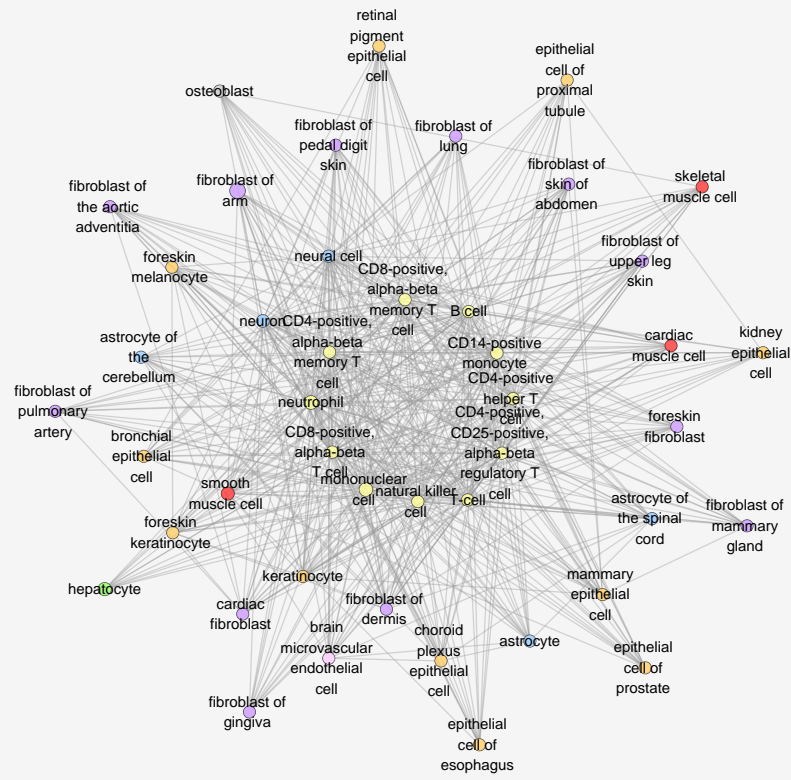 retinal
pigment
epithelial
cell
epithelial
cell of
proximal
tubule
osteoblast
fibroblast of
pedal digit
skin
fibroblast of
lung
fibroblast of
skin of
abdomen
skeletal
muscle cell
fibroblast of
the aortic
adventitia
fibroblast of
arm
foreskin
melanocyte
neural cell
CD8-positive,
alpha-beta
memory T
cell
B cell
fibroblast of
upper leg
skin
neuron
CD4-positive,
alpha-beta
memory T
cell
CD14-positive
monocyte
cardiac
muscle cell
kidney
epithelial
cell
astrocyte of
the
cerebellum
CD4-positive
helper T
cell
neutrophil
CD4-positive,
CD25-positive,
alpha-beta
regulatory T
cell
fibroblast of
pulmonary
artery
foreskin
fibroblast
bronchial
epithelial
cell
CD8-positive,
alpha-beta
T cell
mononuclear
cell
natural killer
cell
T-cell
smooth
muscle cell
astrocyte of
the spinal
cord
fibroblast of
mammary
gland
foreskin
keratinocyte
hepatocyte
keratinocyte
mammary
epithelial
cell
cardiac
fibroblast
fibroblast of
dermis
brain
microvascular
endothelial
cell
choroid
plexus
epithelial
cell
astrocyte
epithelial
cell of
prostate
fibroblast of
gingiva
epithelial
cell of
esophagus